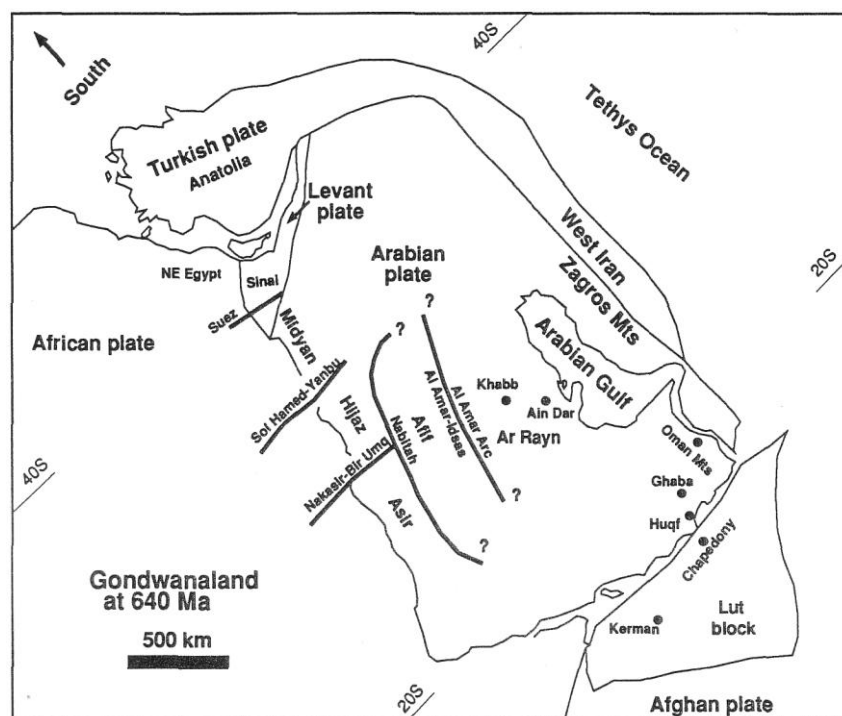 40S
South
Tethys Ocean
Turkish plate
Anatolia
Levant
plate
West Iran
Zagros Mts
20S
NE Egypt
Sinai
Arabian
plate
Suez
Midyan
African plate
?
?
Arabian Gulf
Sol Hamed-Yanbu
Hijaz
Nabitah
Afif
Al Amar-Idsas
Al Amar Arc
Khabb
Ain Dar
Ar Rayn
Oman Mts
40S
Nakasir-Bir Umq
Asir
?
?
Ghaba
Huqf
Chapedony
Gondwanaland
at 640 Ma
500 km
Kerman
Lut
block
20S
Afghan plate